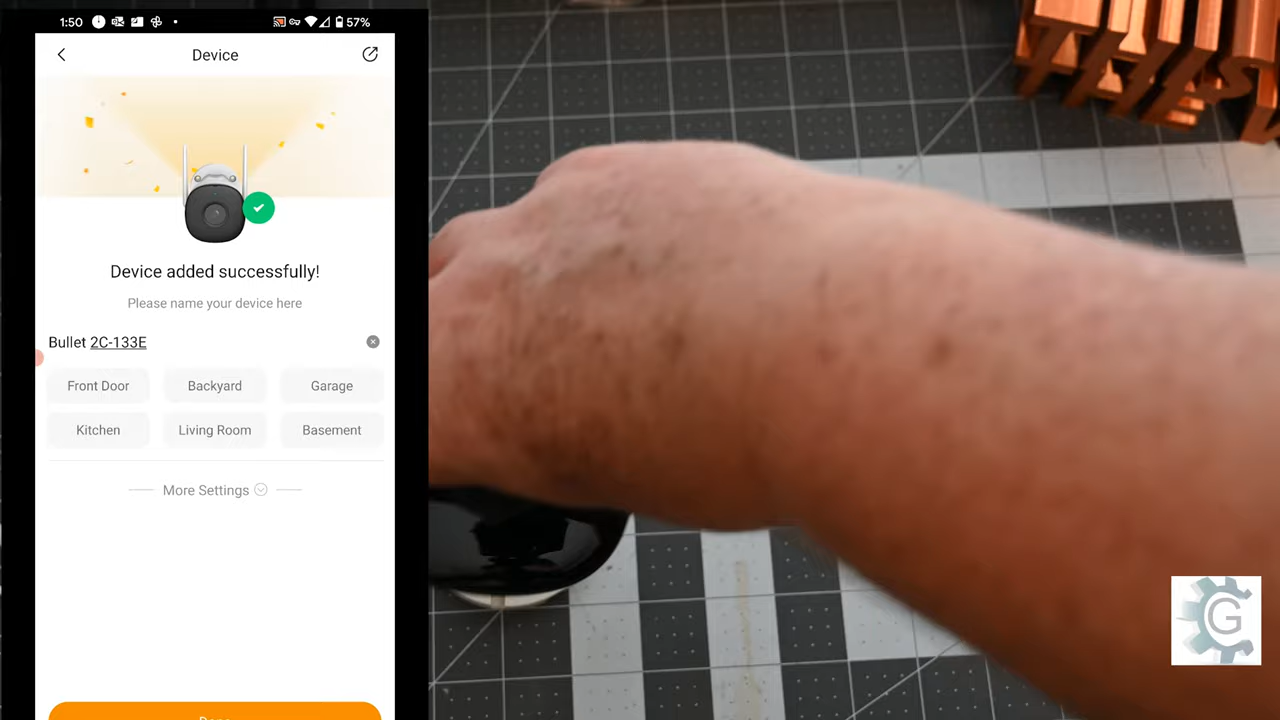 1:50
57%
Device
Device added successfully!
Please name your device here
Bullet 2C-133E
Front Door Backyard Garage
Kitchen Living Room Basement
More Settings
G